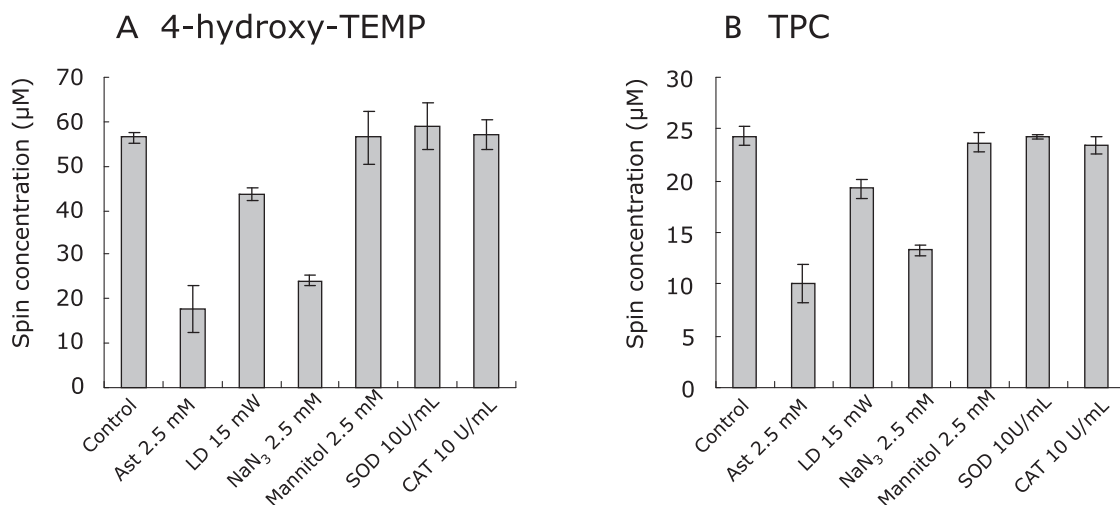 A 4-hydroxy-TEMP
Spin concentration (μM)
70
60
50
40
30
20
10
0
Control
Ast 2.5 mM
LD 15 mW
NaN₃ 2.5 mM
Mannitol 2.5 mM
SOD 10U/mL
CAT 10 U/mL
B TPC
Spin concentration (μM)
30
25
20
15
10
5
0
Control
Ast 2.5 mM
LD 15 mW
NaN₃ 2.5 mM
Mannitol 2.5 mM
SOD 10U/mL
CAT 10 U/mL